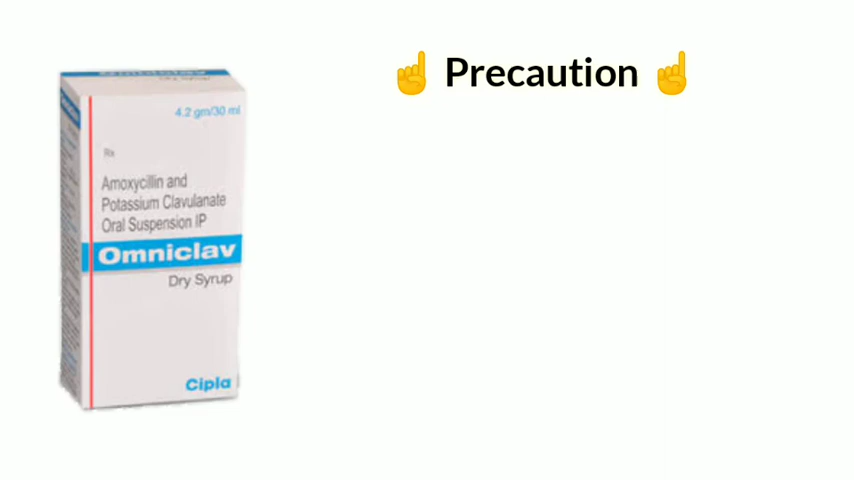 ☝ Precaution ☝
4.2 gm/30 ml
Rx
Amoxycillin and
Potassium Clavulanate
Oral Suspension IP
Omniclav
Dry Syrup
Cipla